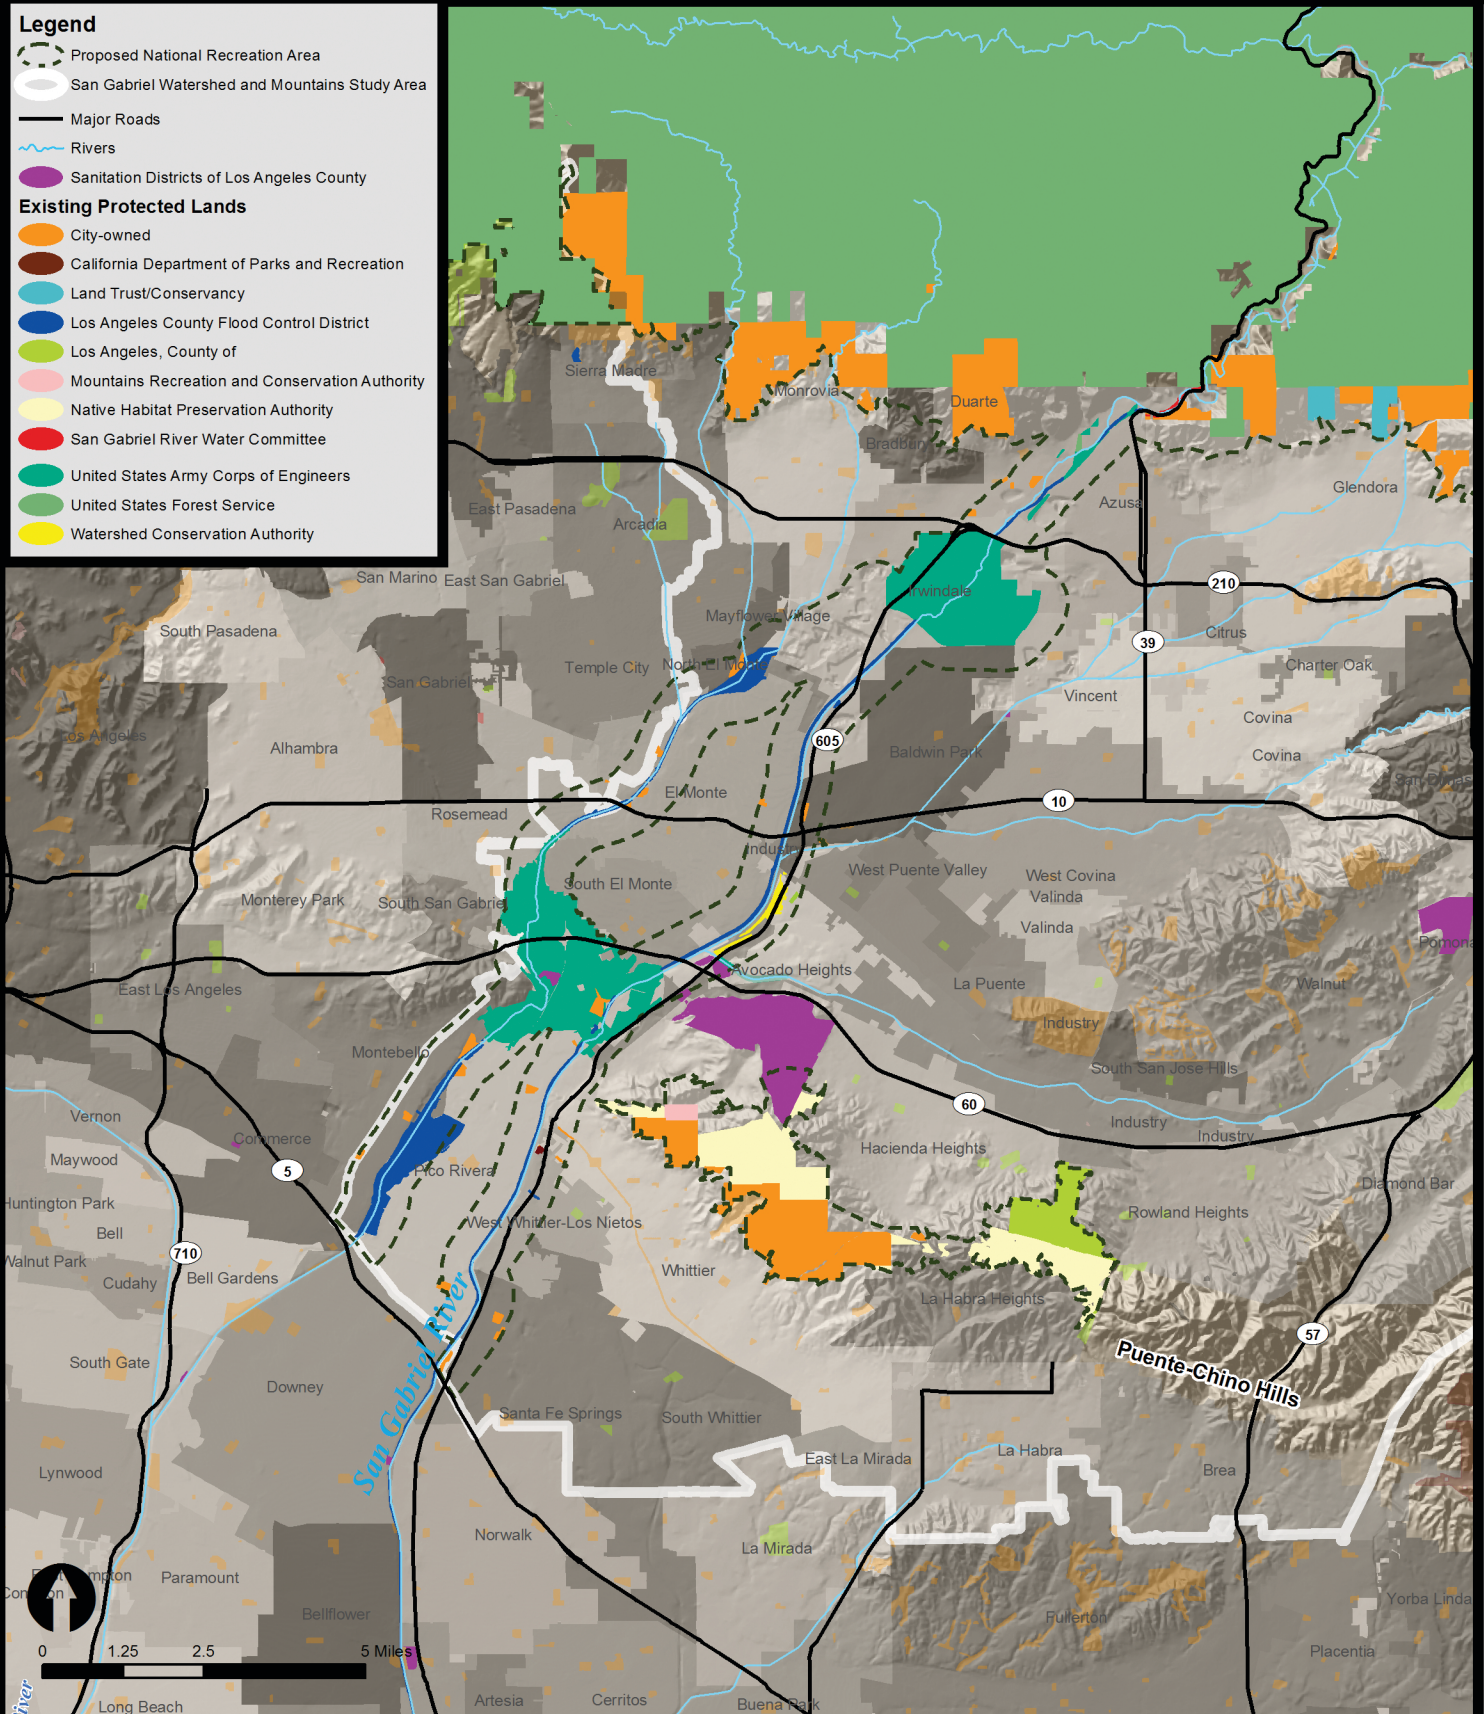 Legend
Proposed National Recreation Area
San Gabriel Watershed and Mountains Study Area
Major Roads
Rivers
Sanitation Districts of Los Angeles County
Existing Protected Lands
City-owned
California Department of Parks and Recreation
Land Trust/Conservancy
Los Angeles County Flood Control District
Los Angeles, County of
Mountains Recreation and Conservation Authority
Native Habitat Preservation Authority
San Gabriel River Water Committee
United States Army Corps of Engineers
United States Forest Service
Watershed Conservation Authority
Sierra Madre
Monrovia
Duarte
Bradbury
Glendora
Azusa
East Pasadena
Arcadia
San Marino
East San Gabriel
210
Irwindale
Mayflower Village
South Pasadena
Citrus
39
Temple City
North El Monte
Charter Oak
San Gabriel
Vincent
Covina
Los Angeles
Alhambra
605
Baldwin Park
Covina
San Dimas
El Monte
10
Rosemead
Industry
West Puente Valley
West Covina
South El Monte
Valinda
Monterey Park
South San Gabriel
Valinda
Pomona
Avocado Heights
La Puente
Walnut
East Los Angeles
Industry
Montebello
South San Jose Hills
60
Vernon
Industry
Industry
Commerce
Hacienda Heights
Maywood
5
Pico Rivera
Diamond Bar
Huntington Park
Rowland Heights
West Whittier-Los Nietos
Bell
710
Walnut Park
Cudahy
Bell Gardens
Whittier
La Habra Heights
57
Puente-Chino Hills
South Gate
Downey
San Gabriel River
Santa Fe Springs
South Whittier
La Habra
East La Mirada
Brea
Lynwood
Norwalk
La Mirada
Paramount
Yorba Linda
Bellflower
Fullerton
Placentia
0
1.25
2.5
5 Miles
Artesia
Cerritos
Buena Park
Long Beach